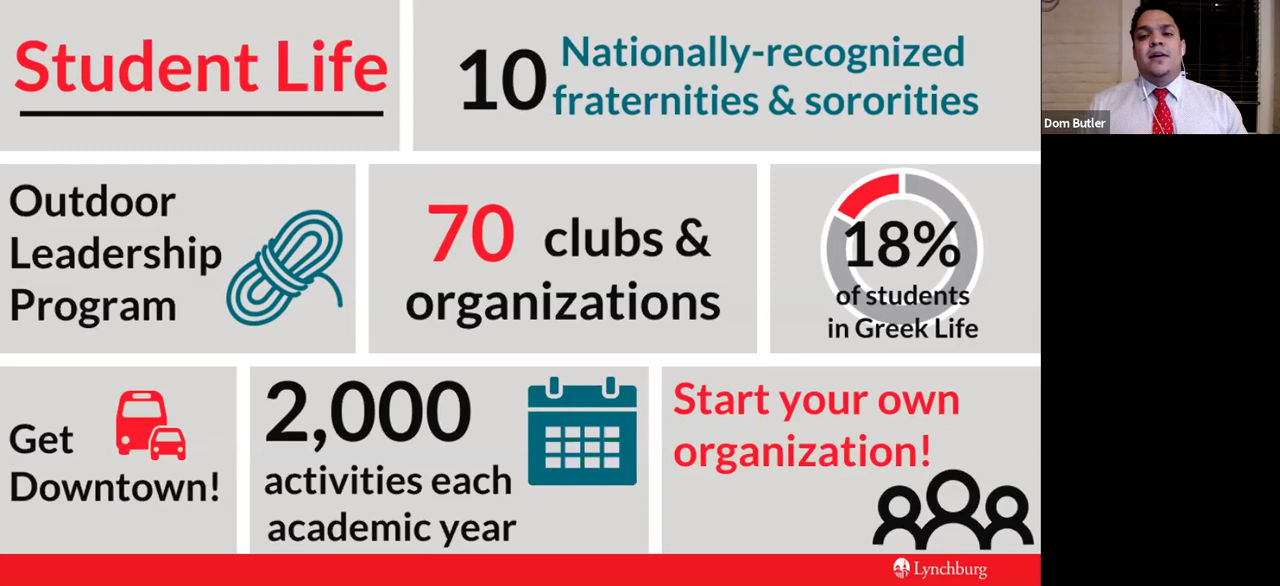 Student Life
10
Nationally-recognized
fraternities & sororities
Dom Butler
Outdoor
Leadership
Program
70 clubs &
organizations
18%
of students
in Greek Life
Get
Downtown!
2,000
activities each
academic year
Start your own
organization!
Lynchburg